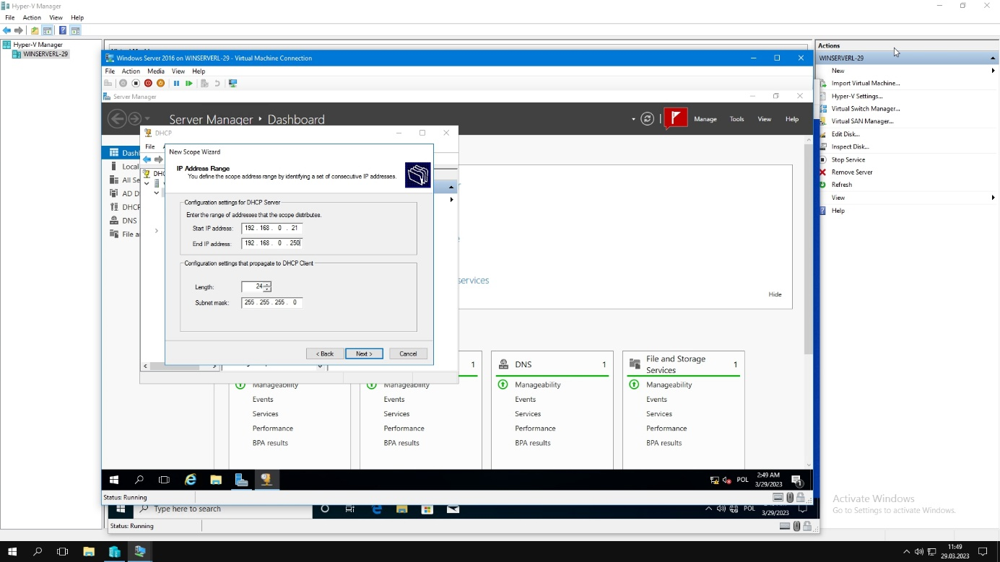 Hyper-V Manager
File Action View Help
Hyper-V Manager
WINSERVERL-29
Windows Server 2016 on WINSERVERL-29 - Virtual Machine Connection
File Action Media View Help
Server Manager
Server Manager Dashboard
Manage Tools View Help
DHCP
File
New Scope Wizard
IP Address Range
You define the scope address range by identifying a set of consecutive IP addresses.
Configuration settings for DHCP Server
Enter the range of addresses that the scope distributes.
Start IP address: 192 . 168 . 0 . 21
End IP address: 192 . 168 . 0 . 250
Configuration settings that propagate to DHCP Client
Length: 24
Subnet mask: 255 . 255 . 255 . 0
< Back Next > Cancel
Local
All Se
AD D
DHCP
DNS
File a
services
Hide
1
Manageability
Events
Services
Performance
BPA results
Manageability
Events
Services
Performance
BPA results
DNS 1
Manageability
Events
Services
Performance
BPA results
File and Storage
Services 1
Manageability
Events
Services
Performance
BPA results
POL
2:49 AM
3/29/2023
1
Status: Running
Type here to search
POL
3/29/2023
Status: Running
Actions
WINSERVERL-29
New
Import Virtual Machine...
Hyper-V Settings...
Virtual Switch Manager...
Virtual SAN Manager...
Edit Disk...
Inspect Disk...
Stop Service
Remove Server
Refresh
View
Help
Activate Windows
Go to Settings to activate Windows.
11:49
29.03.2023